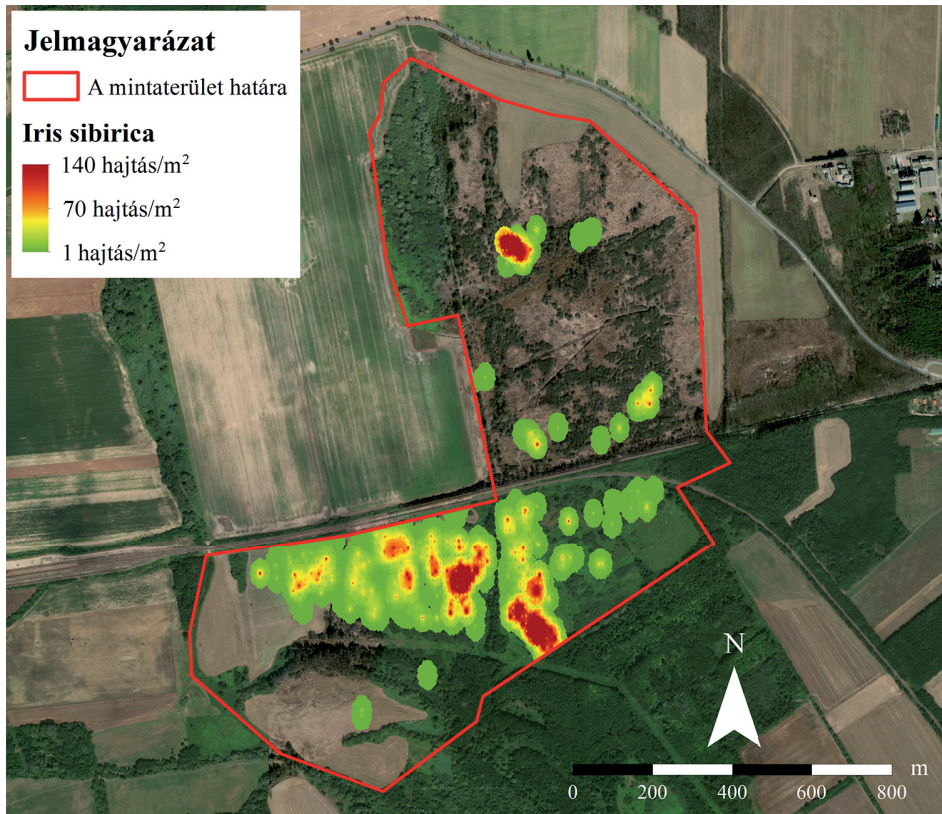 Jelmagyarázat
A mintaterület határa
Iris sibirica
140 hajtás/m²
70 hajtás/m²
1 hajtás/m²
N
m
0 200 400 600 800